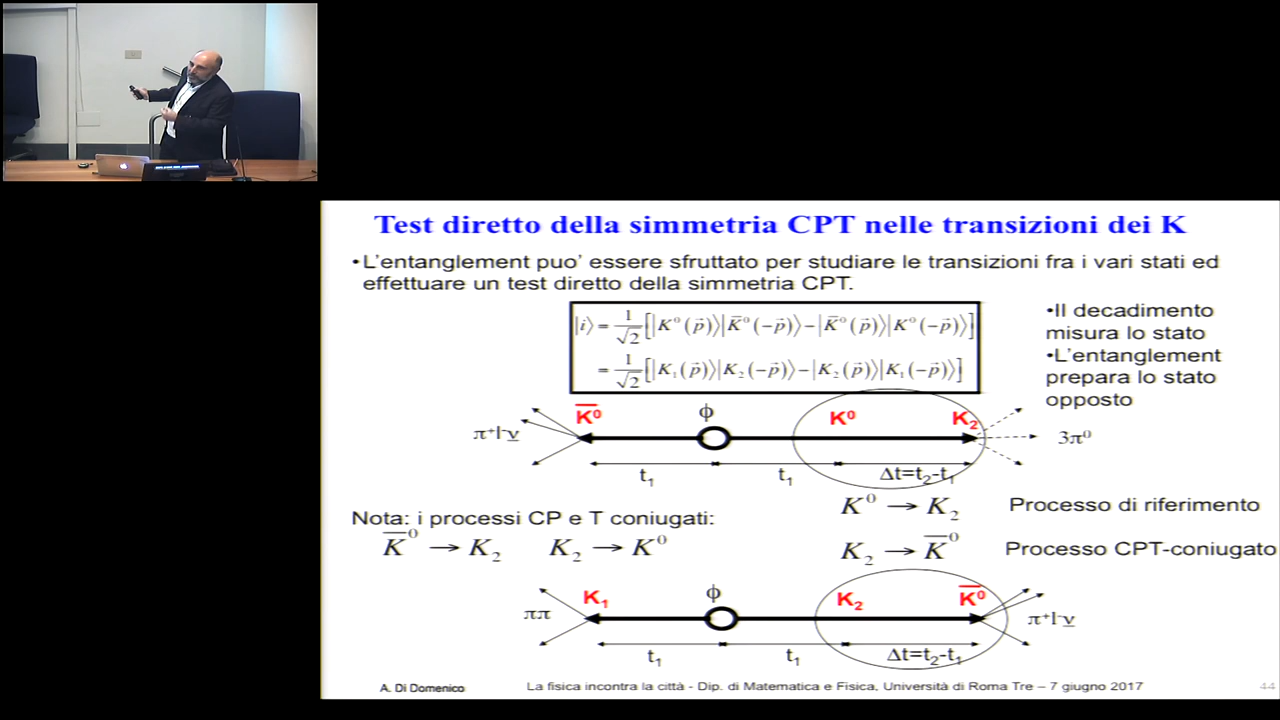 Test diretto della simmetria CPT nelle transizioni dei K
•L'entanglement puo' essere sfruttato per studiare le transizioni fra i vari stati ed
effettuare un test diretto della simmetria CPT.
|i⟩ = 1/√2 [|K⁰(p⃗)⟩|K̅⁰(−p⃗)⟩−|K̅⁰(p⃗)⟩|K⁰(−p⃗)⟩]
= 1/√2 [|K₁(p⃗)⟩|K₂(−p⃗)⟩−|K₂(p⃗)⟩|K₁(−p⃗)⟩]
•Il decadimento
misura lo stato
•L'entanglement
prepara lo stato
opposto
K̅⁰ ϕ K⁰ K₂
π⁺l⁻ν̲ 3π⁰
t₁ t₁ Δt=t₂-t₁
K⁰ → K₂ Processo di riferimento
Nota: i processi CP e T coniugati:
K̅⁰ → K₂ K₂ → K⁰
K₂ → K̅⁰ Processo CPT-coniugato
K₁ ϕ K₂ K̅⁰
ππ π⁺l⁻ν̲
t₁ t₁ Δt=t₂-t₁
A. Di Domenico La fisica incontra la città - Dip. di Matematica e Fisica, Università di Roma Tre – 7 giugno 2017 44